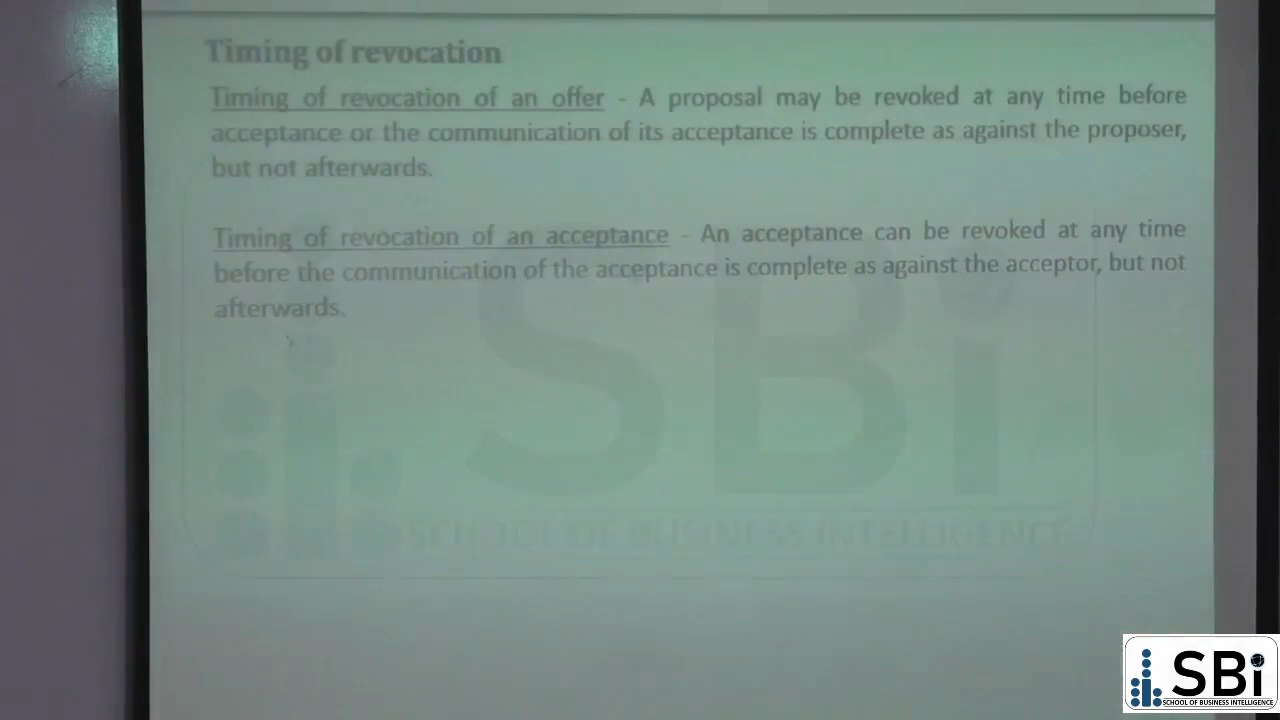 Timing of revocation
Timing of revocation of an offer - A proposal may be revoked at any time before
acceptance or the communication of its acceptance is complete as against the proposer,
but not afterwards.
Timing of revocation of an acceptance - An acceptance can be revoked at any time
before the communication of the acceptance is complete as against the acceptor, but not
afterwards.
SBi
SCHOOL OF BUSINESS INTELLIGENCE
SBi
SCHOOL OF BUSINESS INTELLIGENCE